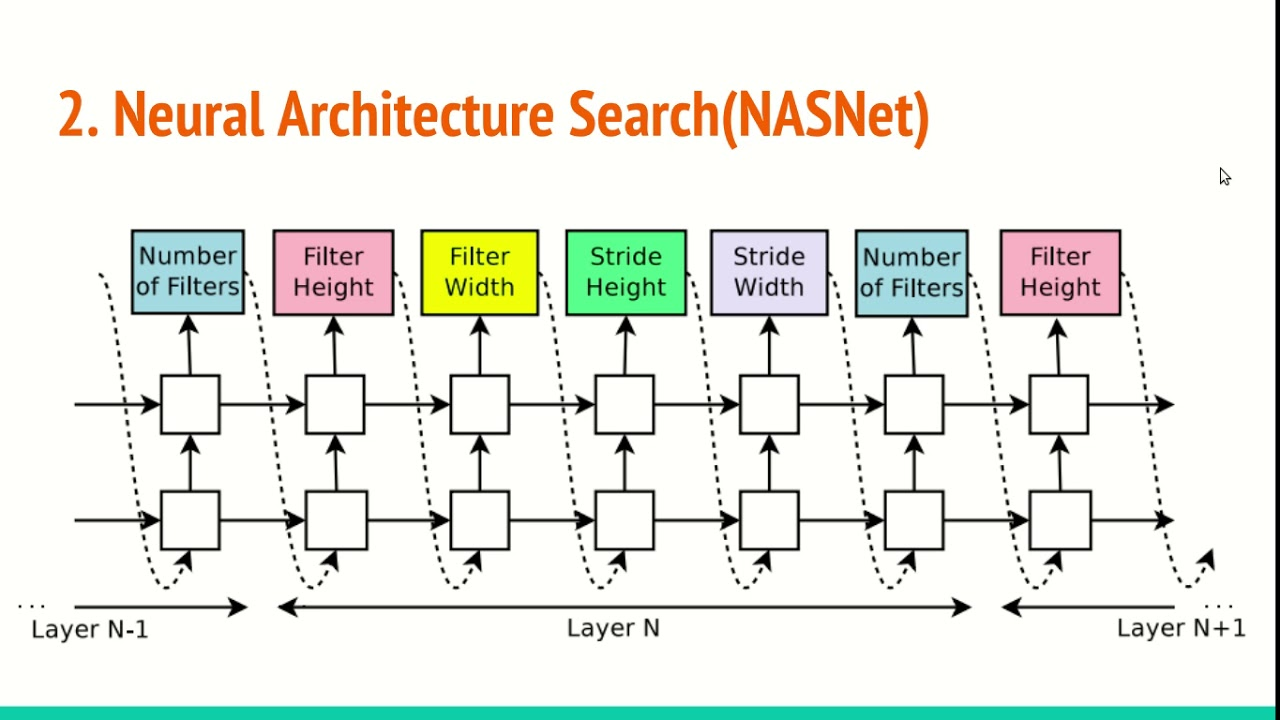 2. Neural Architecture Search(NASNet)
Number
of Filters
Filter
Height
Filter
Width
Stride
Height
Stride
Width
Number
of Filters
Filter
Height
...
Layer N-1
Layer N
...
Layer N+1